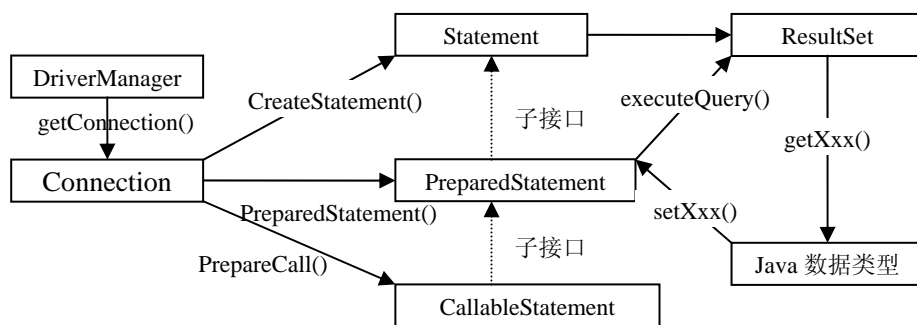 Statement
ResultSet
DriverManager
CreateStatement()
executeQuery()
getConnection()
子接口
getXxx()
Connection
PreparedStatement
PreparedStatement()
setXxx()
PrepareCall()
子接口
Java 数据类型
CallableStatement